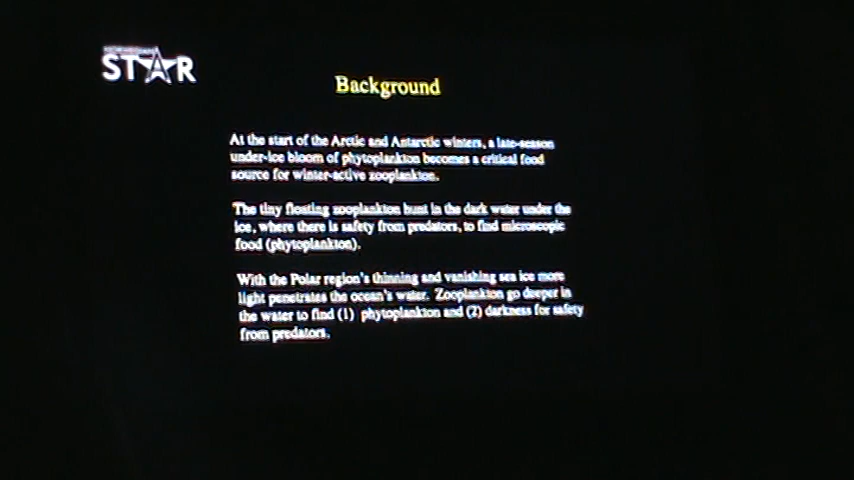 NORWEGIAN
STAR
Background
At the start of the Arctic and Antarctic winters, a late-season
under-ice bloom of phytoplankton becomes a critical food
source for winter-active zooplankton.
The tiny floating zooplankton hunt in the dark water under the
ice, where there is safety from predators, to find microscopic
food (phytoplankton).
With the Polar region's thinning and vanishing sea ice more
light penetrates the ocean's water. Zooplankton go deeper in
the water to find (1) phytoplankton and (2) darkness for safety
from predators.